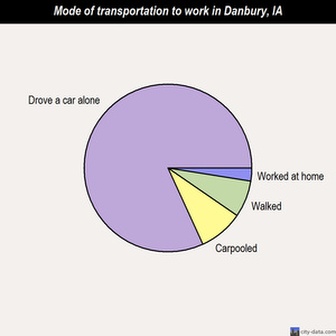 Mode of transportation to work in Danbury, IA
Drove a car alone
Worked at home
Walked
Carpooled
city-data.com